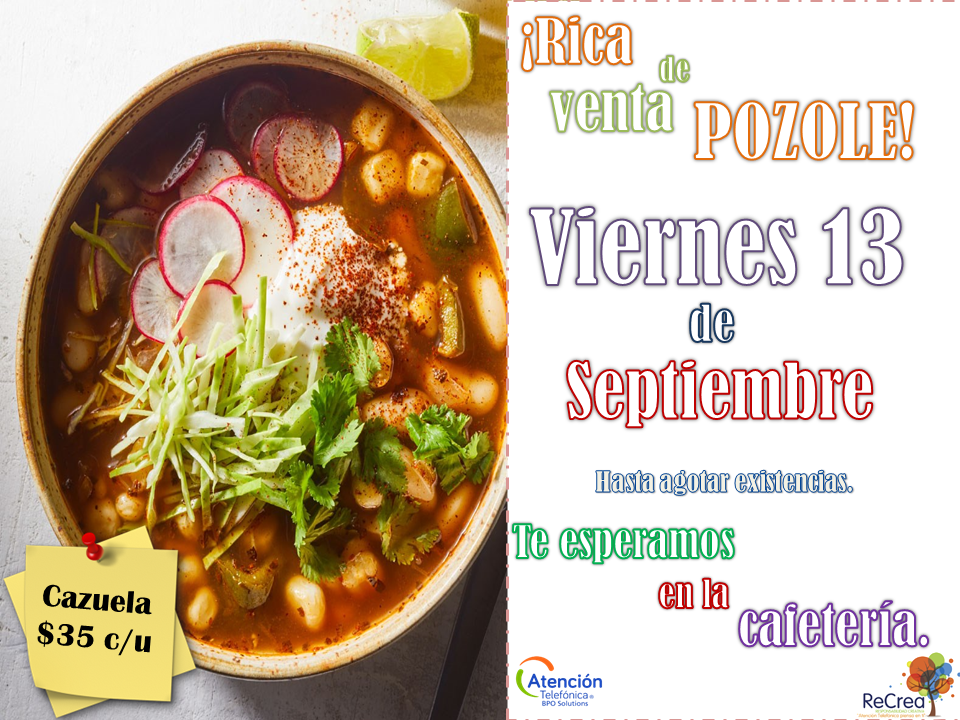 ¡Rica
venta de
POZOLE!
Viernes 13
de
Septiembre
Hasta agotar existencias.
Te esperamos
en la
cafetería.
Cazuela
$35 c/u
Atención
Telefónica®
BPO Solutions
ReCrea